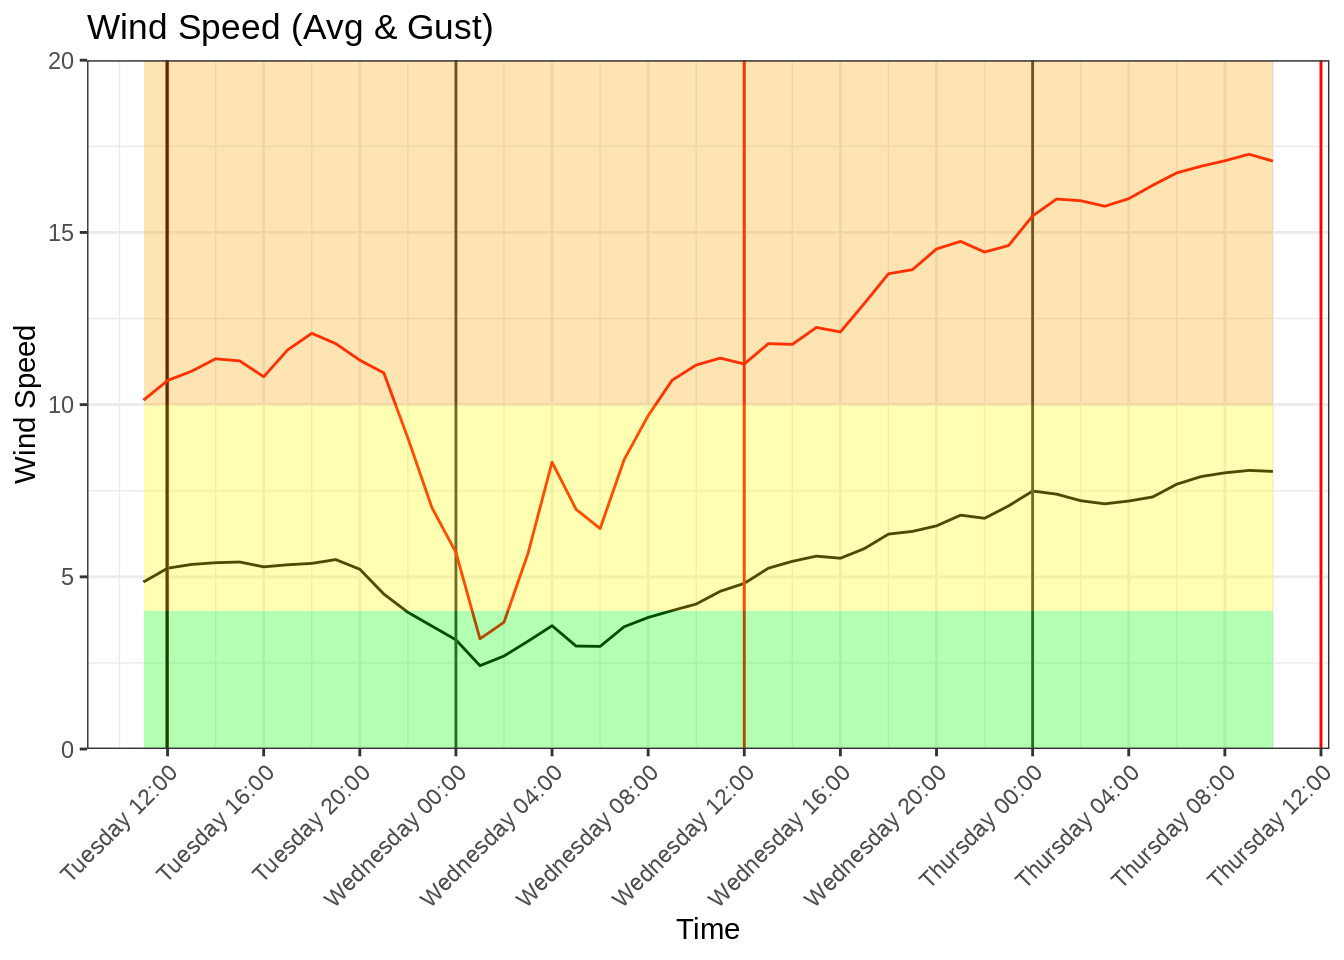 Wind Speed (Avg & Gust)
20
15
10
5
0
Wind Speed
Tuesday 12:00
Tuesday 16:00
Tuesday 20:00
Wednesday 00:00
Wednesday 04:00
Wednesday 08:00
Wednesday 12:00
Wednesday 16:00
Wednesday 20:00
Thursday 00:00
Thursday 04:00
Thursday 08:00
Thursday 12:00
Time